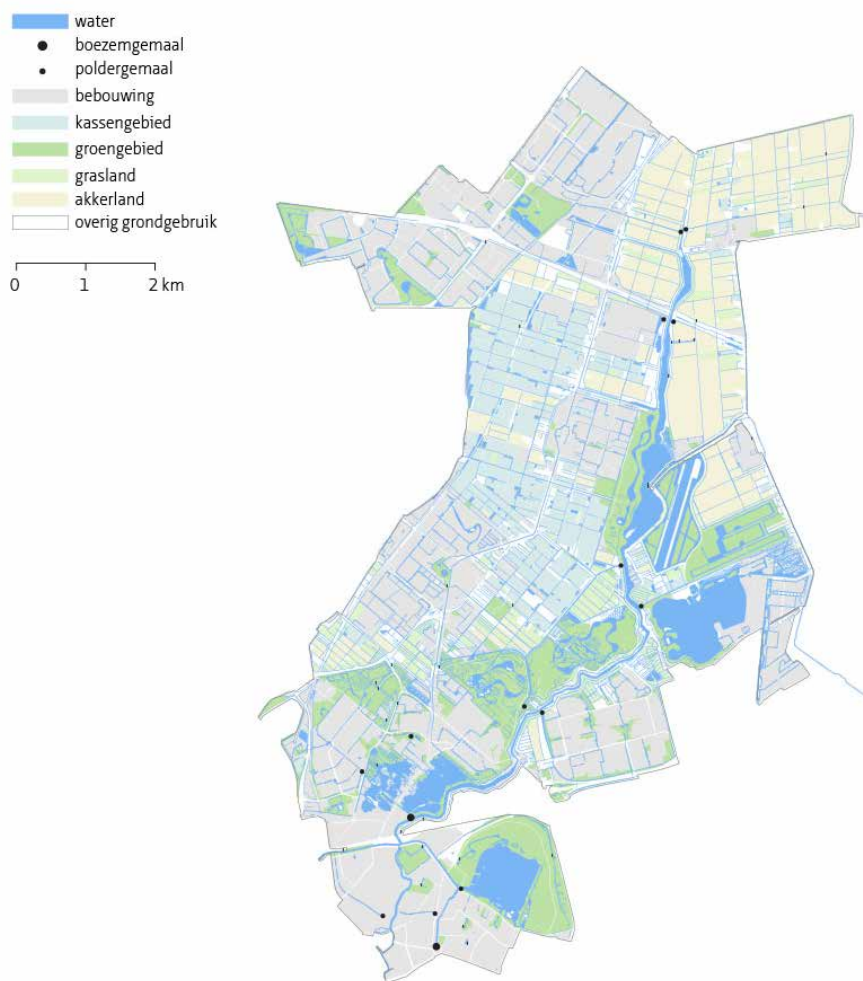 water
boezemgemaal
poldergemaal
bebouwing
kassengebied
groengebied
grasland
akkerland
overig grondgebruik
0 1 2 km